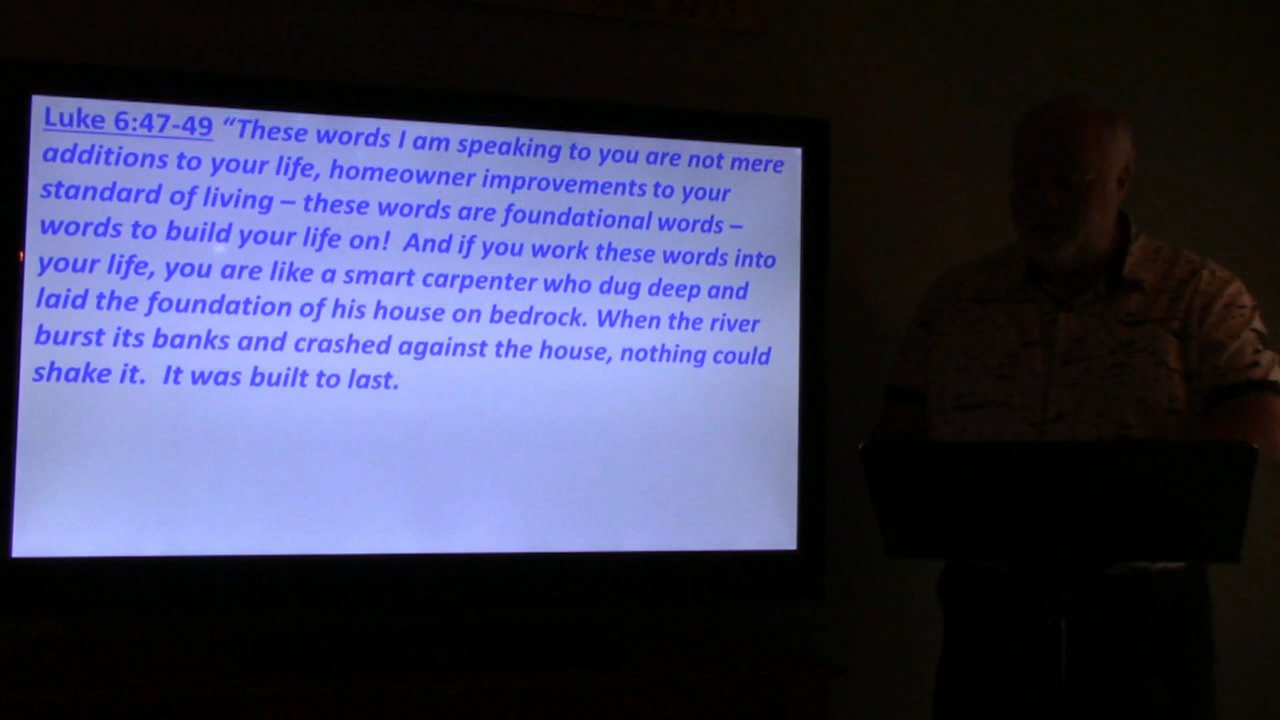 Luke 6:47-49 “These words I am speaking to you are not mere
additions to your life, homeowner improvements to your
standard of living – these words are foundational words –
words to build your life on!  And if you work these words into
your life, you are like a smart carpenter who dug deep and
laid the foundation of his house on bedrock. When the river
burst its banks and crashed against the house, nothing could
shake it.  It was built to last.